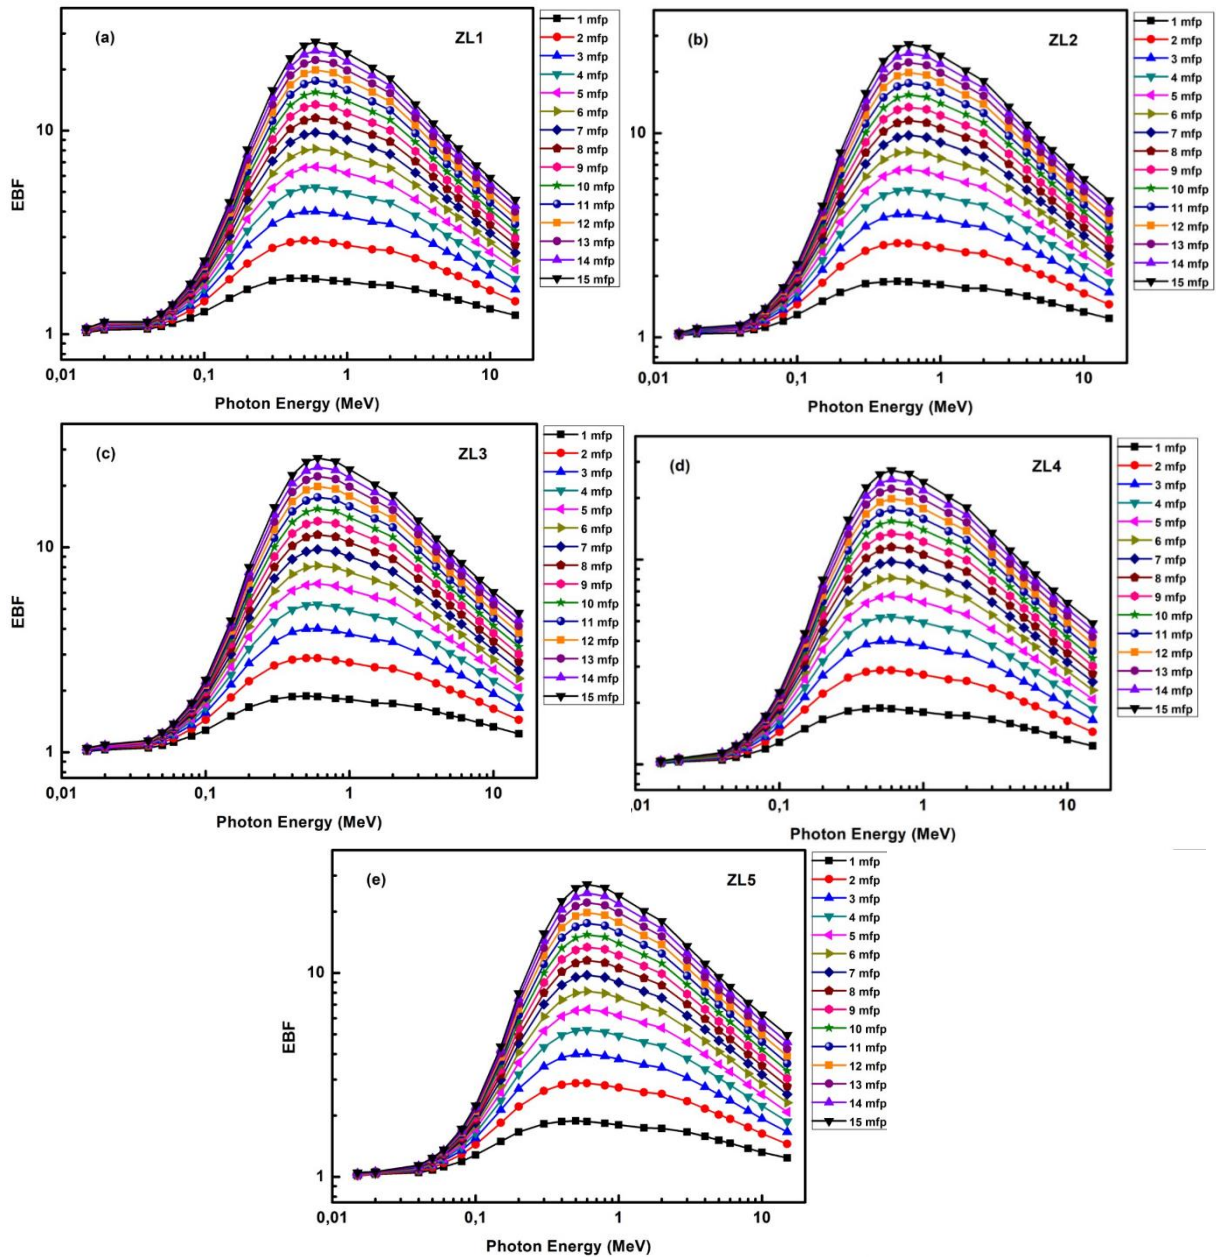 (a)
ZL1
1 mfp
2 mfp
3 mfp
4 mfp
5 mfp
6 mfp
7 mfp
8 mfp
9 mfp
10 mfp
11 mfp
12 mfp
13 mfp
14 mfp
15 mfp
EBF
10
1
0,01
0,1
1
10
Photon Energy (MeV)
(b)
ZL2
1 mfp
2 mfp
3 mfp
4 mfp
5 mfp
6 mfp
7 mfp
8 mfp
9 mfp
10 mfp
11 mfp
12 mfp
13 mfp
14 mfp
15 mfp
10
1
0,01
0,1
1
10
Photon Energy (MeV)
(c)
ZL3
1 mfp
2 mfp
3 mfp
4 mfp
5 mfp
6 mfp
7 mfp
8 mfp
9 mfp
10 mfp
11 mfp
12 mfp
13 mfp
14 mfp
15 mfp
EBF
10
1
0,01
0,1
1
10
Photon Energy (MeV)
(d)
ZL4
1 mfp
2 mfp
3 mfp
4 mfp
5 mfp
6 mfp
7 mfp
8 mfp
9 mfp
10 mfp
11 mfp
12 mfp
13 mfp
14 mfp
15 mfp
,01
0,1
1
10
Photon Energy (MeV)
(e)
ZL5
1 mfp
2 mfp
3 mfp
4 mfp
5 mfp
6 mfp
7 mfp
8 mfp
9 mfp
10 mfp
11 mfp
12 mfp
13 mfp
14 mfp
15 mfp
EBF
10
1
0,01
0,1
1
10
Photon Energy (MeV)